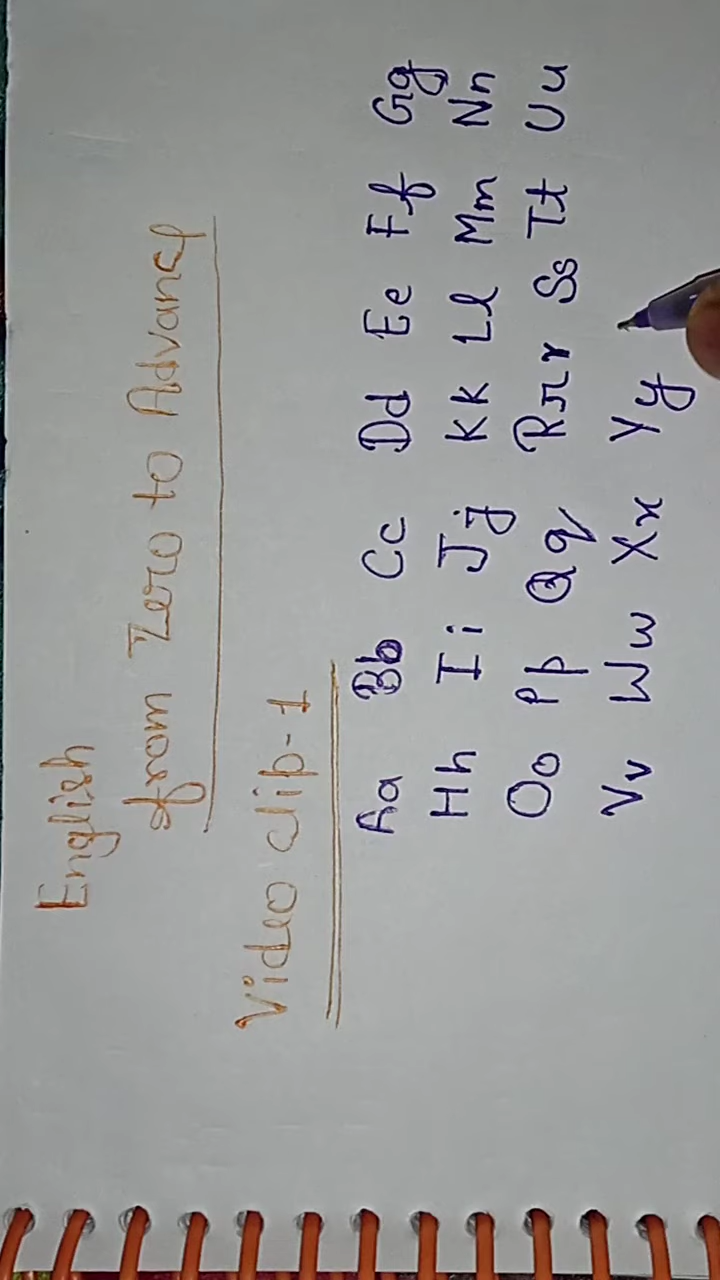 English
from Zero to Advance
Video clip-1
Aa Bb Cc Dd Ee Ff Gg
Hh Ii Jj Kk Ll Mm Nn
Oo Pp Qq Rr r Ss Tt Uu
Vv Ww Xx Yy